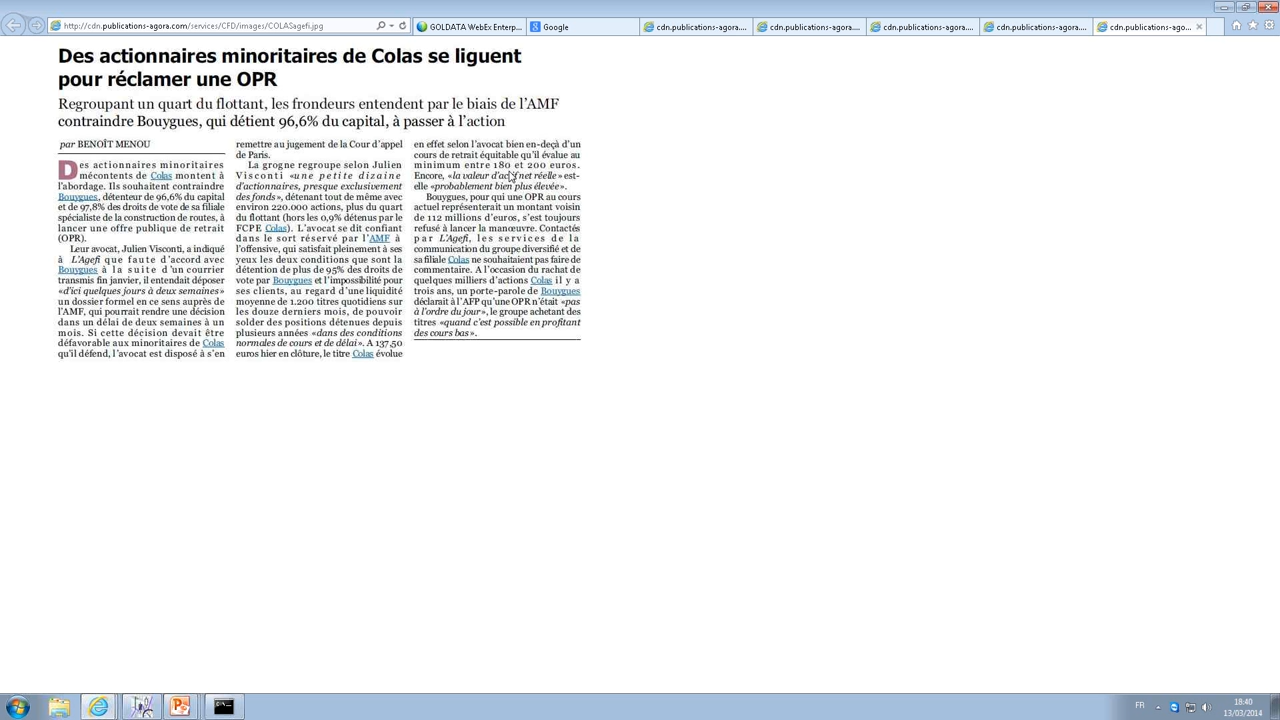 http://cdn.publications-agora.com/services/CFD/images/COLASagefi.jpg
GOLDATA WebEx Enterp...
Google
cdn.publications-agora....
cdn.publications-agora....
cdn.publications-agora....
cdn.publications-agora....
cdn.publications-ago...
Des actionnaires minoritaires de Colas se liguent
pour réclamer une OPR
Regroupant un quart du flottant, les frondeurs entendent par le biais de l'AMF
contraindre Bouygues, qui détient 96,6% du capital, à passer à l'action
par BENOÎT MENOU
Des actionnaires minoritaires
mécontents de Colas montent à
l'abordage. Ils souhaitent contraindre
Bouygues, détenteur de 96,6% du capital
et de 97,8% des droits de vote de sa filiale
spécialiste de la construction de routes, à
lancer une offre publique de retrait
(OPR).
Leur avocat, Julien Visconti, a indiqué
à L'Agefi que faute d'accord avec
Bouygues à la suite d'un courrier
transmis fin janvier, il entendait déposer
«d'ici quelques jours à deux semaines»
un dossier formel en ce sens auprès de
l'AMF, qui pourrait rendre une décision
dans un délai de deux semaines à un
mois. Si cette décision devait être
défavorable aux minoritaires de Colas
qu'il défend, l'avocat est disposé à s'en
remettre au jugement de la Cour d'appel
de Paris.
La grogne regroupe selon Julien
Visconti «une petite dizaine
d'actionnaires, presque exclusivement
des fonds», détenant tout de même avec
environ 220.000 actions, plus du quart
du flottant (hors les 0,9% détenus par le
FCPE Colas). L'avocat se dit confiant
dans le sort réservé par l'AMF à
l'offensive, qui satisfait pleinement à ses
yeux les deux conditions que sont la
détention de plus de 95% des droits de
vote par Bouygues et l'impossibilité pour
ses clients, au regard d'une liquidité
moyenne de 1.200 titres quotidiens sur
les douze derniers mois, de pouvoir
solder des positions détenues depuis
plusieurs années «dans des conditions
normales de cours et de délai». A 137,50
euros hier en clôture, le titre Colas évolue
en effet selon l'avocat bien en-deçà d'un
cours de retrait équitable qu'il évalue au
minimum entre 180 et 200 euros.
Encore, «la valeur d'actif net réelle» est-
elle «probablement bien plus élevée».
Bouygues, pour qui une OPR au cours
actuel représenterait un montant voisin
de 112 millions d'euros, s'est toujours
refusé à lancer la manœuvre. Contactés
par L'Agefi, les services de la
communication du groupe diversifié et de
sa filiale Colas ne souhaitaient pas faire de
commentaire. A l'occasion du rachat de
quelques milliers d'actions Colas il y a
trois ans, un porte-parole de Bouygues
déclarait à l'AFP qu'une OPR n'était «pas
à l'ordre du jour», le groupe achetant des
titres «quand c'est possible en profitant
des cours bas».
FR
18:40
13/03/2014